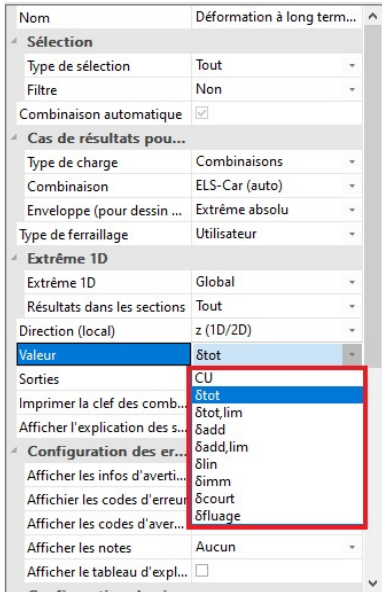 Nom Déformation à long term...
Sélection
Type de sélection Tout
Filtre Non
Combinaison automatique
Cas de résultats pou...
Type de charge Combinaisons
Combinaison ELS-Car (auto)
Enveloppe (pour dessin ... Extrême absolu
Type de ferraillage Utilisateur
Extrême 1D
Extrême 1D Global
Résultats dans les sections Tout
Direction (local) z (1D/2D)
Valeur δtot
Sorties
CU
δtot
Imprimer la clef des comb...
δtot,lim
Afficher l'explication des s...
δadd
δadd,lim
Configuration des er...
δlin
Afficher les infos d'averti...
δimm
Affichier les codes d'erreur
δcourt
Afficher les codes d'aver...
δfluage
Afficher les notes Aucun
Afficher le tableau d'expl...